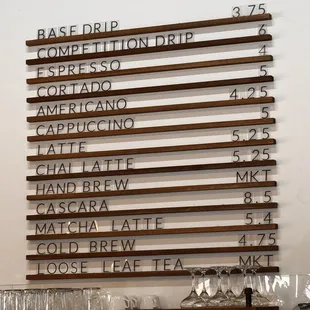 BASE DRIP 3.75
COMPETITION DRIP 6
ESPRESSO 4
CORTADO 5
AMERICANO 4.25
CAPPUCCINO 5
LATTE 5.25
CHAI LATTE 5.25
HAND BREW MKT
CASCARA 8.5
MATCHA LATTE 5.4
COLD BREW 4.75
LOOSE LEAF TEA MKT